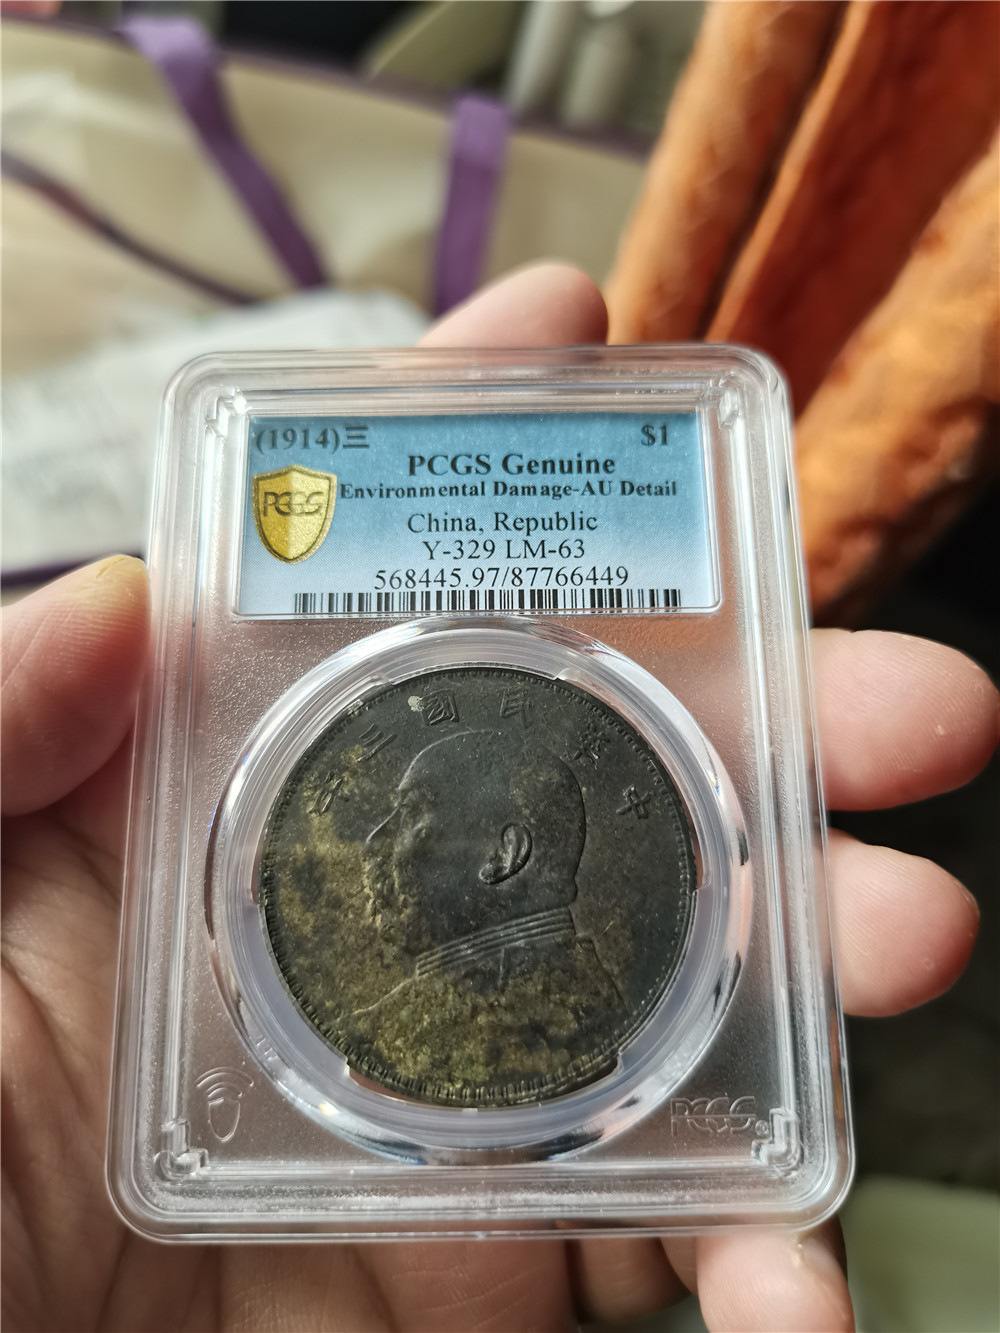 (1914)三 $1
PCGS Genuine
Environmental Damage-AU Detail
China, Republic
Y-329 LM-63
568445.97/87766449
PCGS
年三國民華中
PCGS